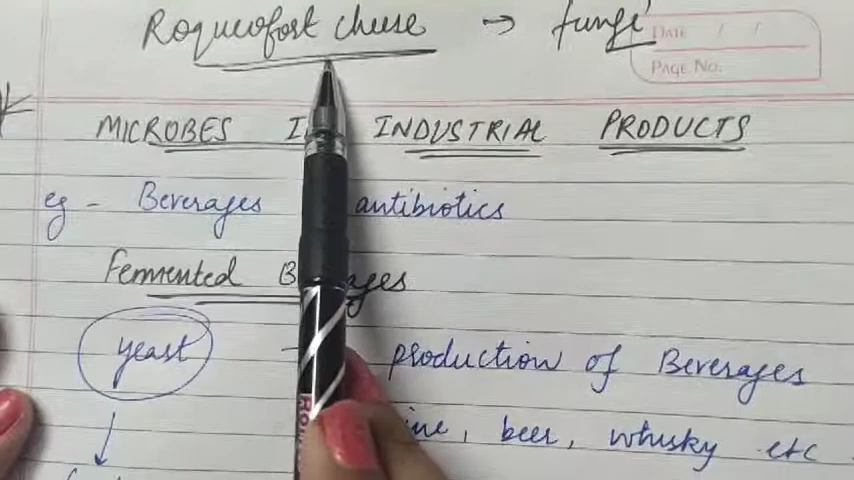 Roquefort cheese → fungi
DATE / /
PAGE NO.
MICROBES INDUSTRIAL PRODUCTS
eg - Beverages antibiotics
Fermented
yeast production of Beverages
beer, whisky etc.